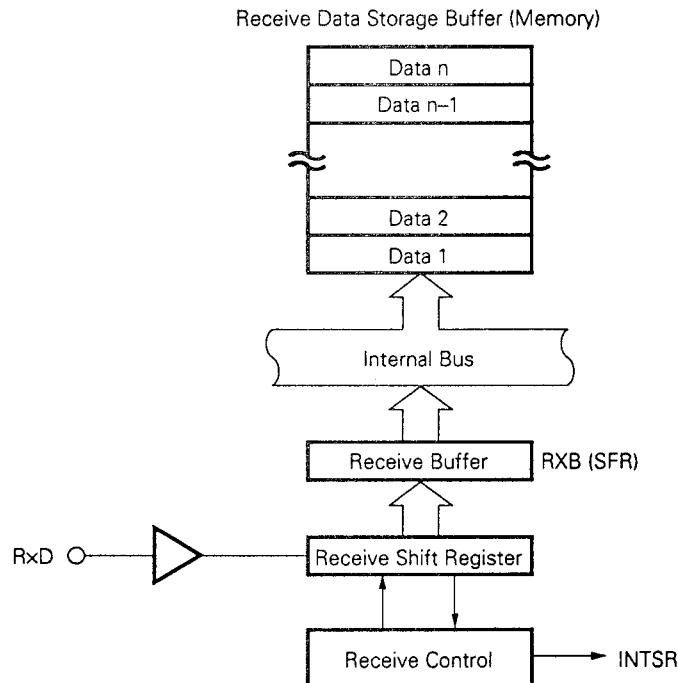 Receive Data Storage Buffer (Memory)
Data n
Data n–1
Data 2
Data 1
Internal Bus
Receive Buffer
RXB (SFR)
RxD
Receive Shift Register
Receive Control
INTSR